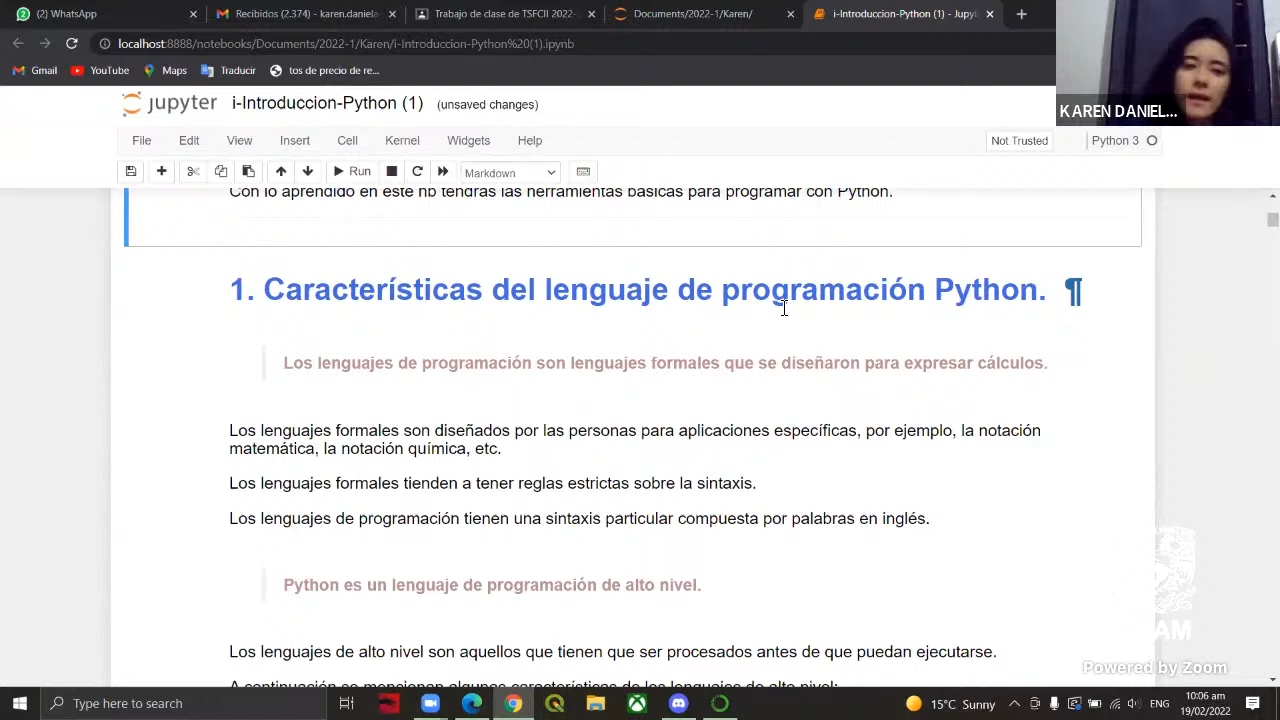 (2) WhatsApp
Recibidos (2.374) - karen.daniela
Trabajo de clase de TSFCII 2022-
Documents/2022-1/Karen/
i-Introduccion-Python (1) - Jupyt
localhost:8888/notebooks/Documents/2022-1/Karen/i-Introduccion-Python%20(1).ipynb
Gmail
YouTube
Maps
Traducir
tos de precio de re...
KAREN DANIEL...
jupyter
i-Introduccion-Python (1)
(unsaved changes)
File
Edit
View
Insert
Cell
Kernel
Widgets
Help
Not Trusted
Python 3
Run
Markdown
Con lo aprendido en este nb tendrás las herramientas básicas para programar con Python.
1. Características del lenguaje de programación Python. ¶
Los lenguajes de programación son lenguajes formales que se diseñaron para expresar cálculos.
Los lenguajes formales son diseñados por las personas para aplicaciones específicas, por ejemplo, la notación
matemática, la notación química, etc.
Los lenguajes formales tienden a tener reglas estrictas sobre la sintaxis.
Los lenguajes de programación tienen una sintaxis particular compuesta por palabras en inglés.
Python es un lenguaje de programación de alto nivel.
Los lenguajes de alto nivel son aquellos que tienen que ser procesados antes de que puedan ejecutarse.
Powered by Zoom
Type here to search
15°C Sunny
ENG
10:06 am
19/02/2022